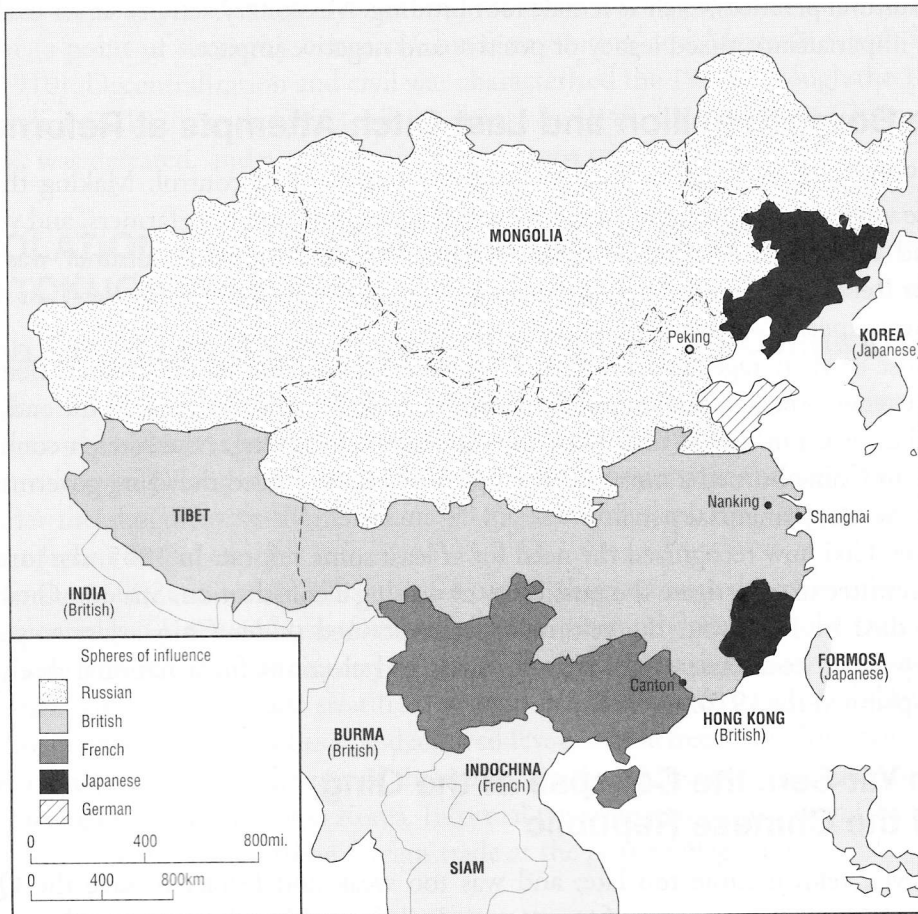 MONGOLIA
Peking
KOREA
(Japanese)
TIBET
Nanking
Shanghai
INDIA
(British)
FORMOSA
(Japanese)
Canton
HONG KONG
(British)
BURMA
(British)
INDOCHINA
(French)
SIAM
Spheres of influence
Russian
British
French
Japanese
German
0 400 800mi.
0 400 800km